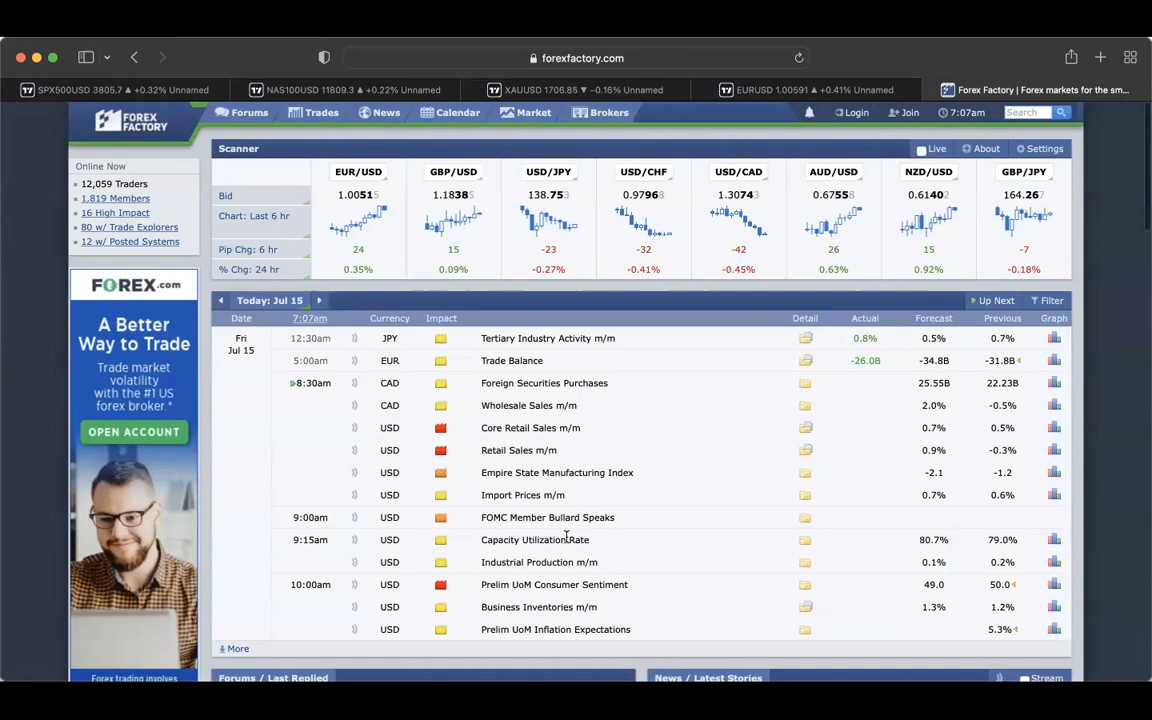 forexfactory.com
SPX500USD 3805.7 ▲ +0.32% Unnamed
NAS100USD 11809.3 ▲ +0.22% Unnamed
XAUUSD 1706.85 ▼ −0.16% Unnamed
EURUSD 1.00591 ▲ +0.41% Unnamed
Forex Factory | Forex markets for the sm...
FOREX FACTORY
Forums Trades News Calendar Market Brokers Login Join 7:07am Search
Online Now
12,059 Traders
1,819 Members
16 High Impact
80 w/ Trade Explorers
12 w/ Posted Systems
FOREX.com
A Better
Way to Trade
Trade market
volatility
with the #1 US
forex broker.*
OPEN ACCOUNT
Forex trading involves
Scanner Live About Settings
EUR/USD GBP/USD USD/JPY USD/CHF USD/CAD AUD/USD NZD/USD GBP/JPY
Bid 1.00515 1.18385 138.753 0.97968 1.30743 0.67558 0.61402 164.267
Chart: Last 6 hr
Pip Chg: 6 hr 24 15 -23 -32 -42 26 15 -7
% Chg: 24 hr 0.35% 0.09% -0.27% -0.41% -0.45% 0.63% 0.92% -0.18%
Today: Jul 15 Up Next Filter
Date 7:07am Currency Impact Detail Actual Forecast Previous Graph
Fri
Jul 15
12:30am JPY Tertiary Industry Activity m/m 0.8% 0.5% 0.7%
5:00am EUR Trade Balance -26.0B -34.8B -31.8B
8:30am CAD Foreign Securities Purchases 25.55B 22.23B
CAD Wholesale Sales m/m 2.0% -0.5%
USD Core Retail Sales m/m 0.7% 0.5%
USD Retail Sales m/m 0.9% -0.3%
USD Empire State Manufacturing Index -2.1 -1.2
USD Import Prices m/m 0.7% 0.6%
9:00am USD FOMC Member Bullard Speaks
9:15am USD Capacity Utilization Rate 80.7% 79.0%
USD Industrial Production m/m 0.1% 0.2%
10:00am USD Prelim UoM Consumer Sentiment 49.0 50.0
USD Business Inventories m/m 1.3% 1.2%
USD Prelim UoM Inflation Expectations 5.3%
More
Forums / Last Replied
News / Latest Stories Stream